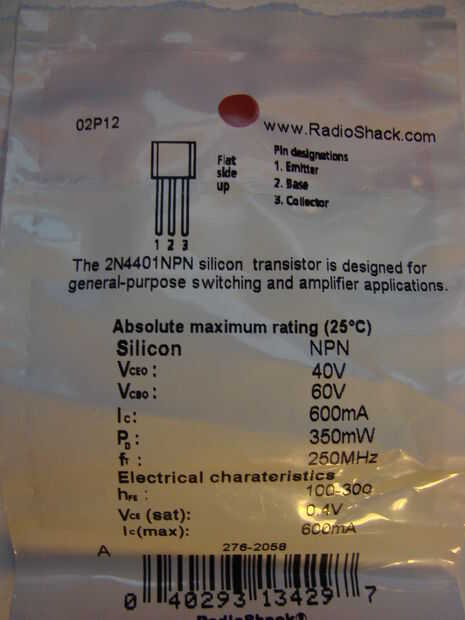 02P12
www.RadioShack.com
Flat side up
Pin designations
1. Emitter
2. Base
3. Collector
1 2 3
The 2N4401NPN silicon transistor is designed for
general-purpose switching and amplifier applications.
Absolute maximum rating (25°C)
Silicon NPN
VCEO : 40V
VCBO : 60V
IC : 600mA
PD : 350mW
fT : 250MHz
Electrical charateristics
hFE : 100-300
VCE (sat): 0.4V
IC(max): 600mA
A 276-2058
0 40293 13429 7
RadioShack®